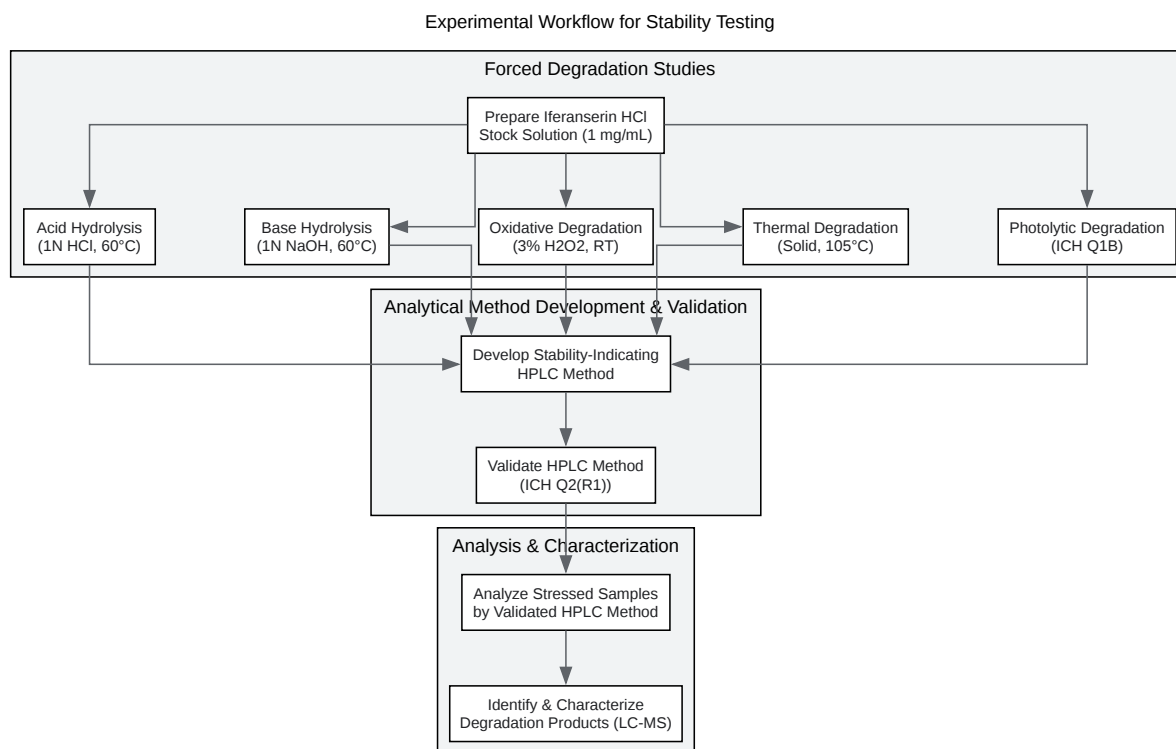 Experimental Workflow for Stability Testing
Forced Degradation Studies
Prepare Iferanserin HCl
Stock Solution (1 mg/mL)
Acid Hydrolysis
(1N HCl, 60°C)
Base Hydrolysis
(1N NaOH, 60°C)
Oxidative Degradation
(3% H2O2, RT)
Thermal Degradation
(Solid, 105°C)
Photolytic Degradation
(ICH Q1B)
Analytical Method Development & Validation
Develop Stability-Indicating
HPLC Method
Validate HPLC Method
(ICH Q2(R1))
Analysis & Characterization
Analyze Stressed Samples
by Validated HPLC Method
Identify & Characterize
Degradation Products (LC-MS)